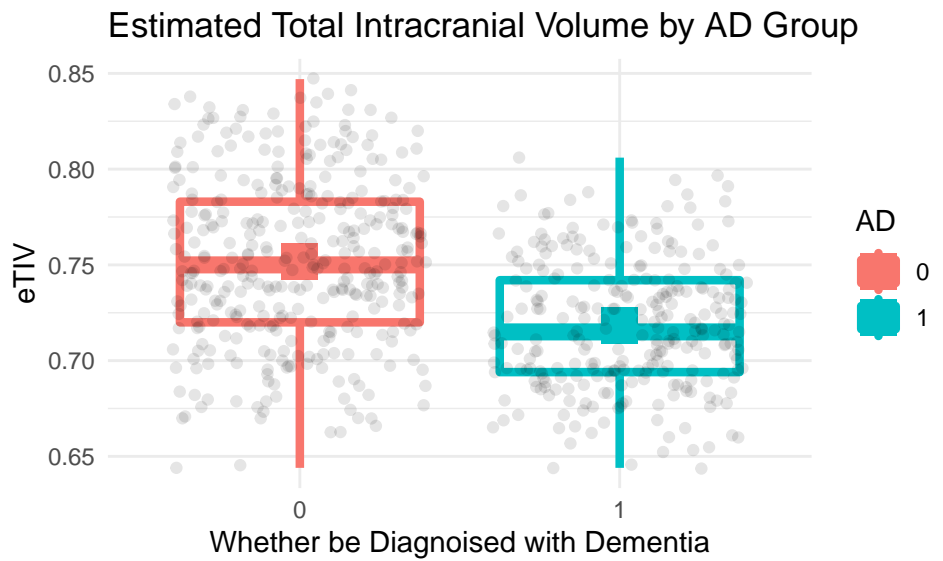 Estimated Total Intracranial Volume by AD Group
0.85
0.80
0.75
0.70
0.65
eTIV
0
1
Whether be Diagnoised with Dementia
AD
0
1